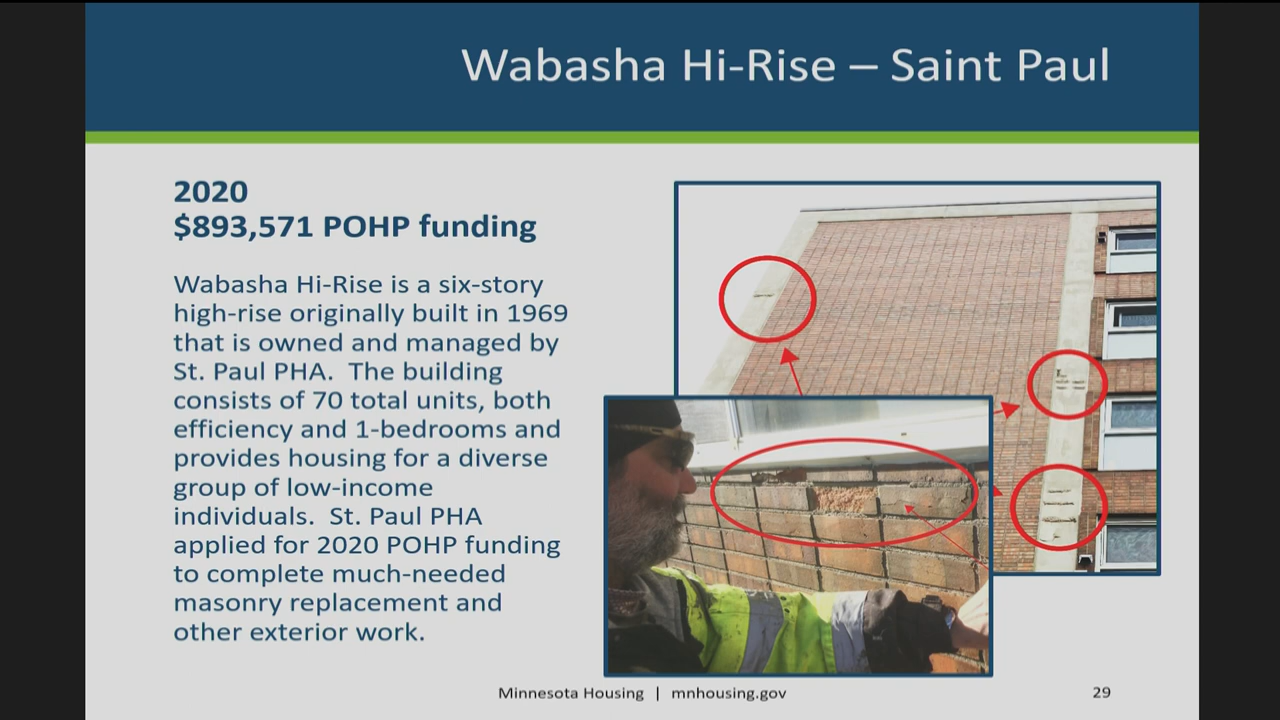 Wabasha Hi-Rise – Saint Paul
2020
$893,571 POHP funding
Wabasha Hi-Rise is a six-story
high-rise originally built in 1969
that is owned and managed by
St. Paul PHA.  The building
consists of 70 total units, both
efficiency and 1-bedrooms and
provides housing for a diverse
group of low-income
individuals.  St. Paul PHA
applied for 2020 POHP funding
to complete much-needed
masonry replacement and
other exterior work.
Minnesota Housing | mnhousing.gov
29